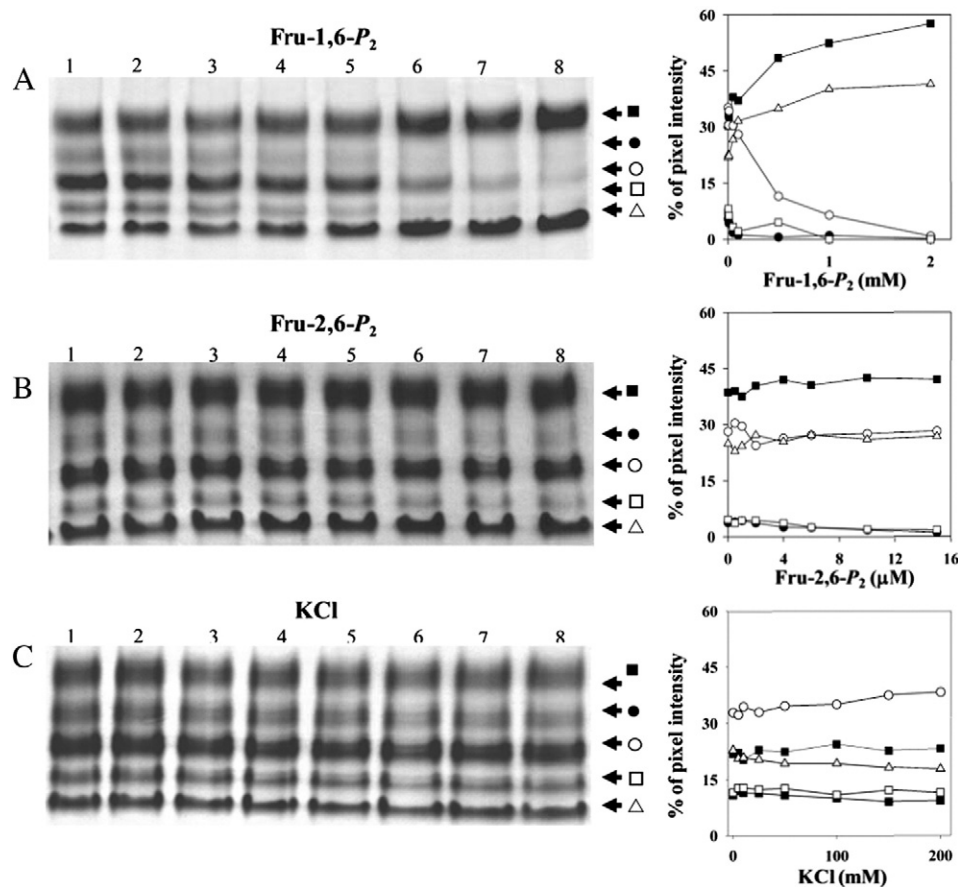 Fru-1,6-P₂
A
1 2 3 4 5 6 7 8
% of pixel intensity
60
45
30
15
0
0 1 2
Fru-1,6-P₂ (mM)
Fru-2,6-P₂
B
1 2 3 4 5 6 7 8
% of pixel intensity
60
45
30
15
0
0 4 8 12 16
Fru-2,6-P₂ (µM)
KCl
C
1 2 3 4 5 6 7 8
% of pixel intensity
60
45
30
15
0
0 100 200
KCl (mM)